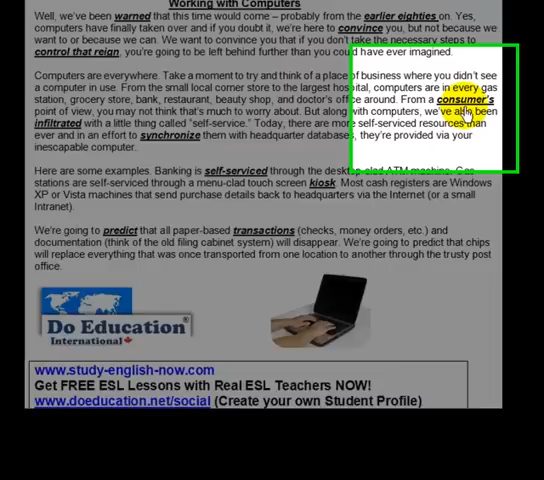 Working with Computers
Well, we've been warned that this time would come – probably from the earlier eighties on. Yes,
computers have finally taken over and if you doubt it, we're here to convince you, but not because we
want to or because we can. We want to convince you that if you don't take the necessary steps to
control that reign, you're going to be left behind further than you could have ever imagined.
Computers are everywhere. Take a moment to try and think of a place of business where you didn't see
a computer in use. From the small local corner store to the largest hospital, computers are in every gas
station, grocery store, bank, restaurant, beauty shop, and doctor's office around. From a consumer's
point of view, you may not think that's much to worry about. But along with computers, we've also been
infiltrated with a little thing called "self-service." Today, there are more self-serviced resources than
ever and in an effort to synchronize them with headquarter databases, they're provided via your
inescapable computer.
Here are some examples. Banking is self-serviced through the desktop-clad ATM machine. Gas
stations are self-serviced through a menu-clad touch screen kiosk. Most cash registers are Windows
XP or Vista machines that send purchase details back to headquarters via the Internet (or a small
Intranet).
We're going to predict that all paper-based transactions (checks, money orders, etc.) and
documentation (think of the old filing cabinet system) will disappear. We're going to predict that chips
will replace everything that was once transported from one location to another through the trusty post
office.
Do Education®
International
www.study-english-now.com
Get FREE ESL Lessons with Real ESL Teachers NOW!
www.doeducation.net/social (Create your own Student Profile)